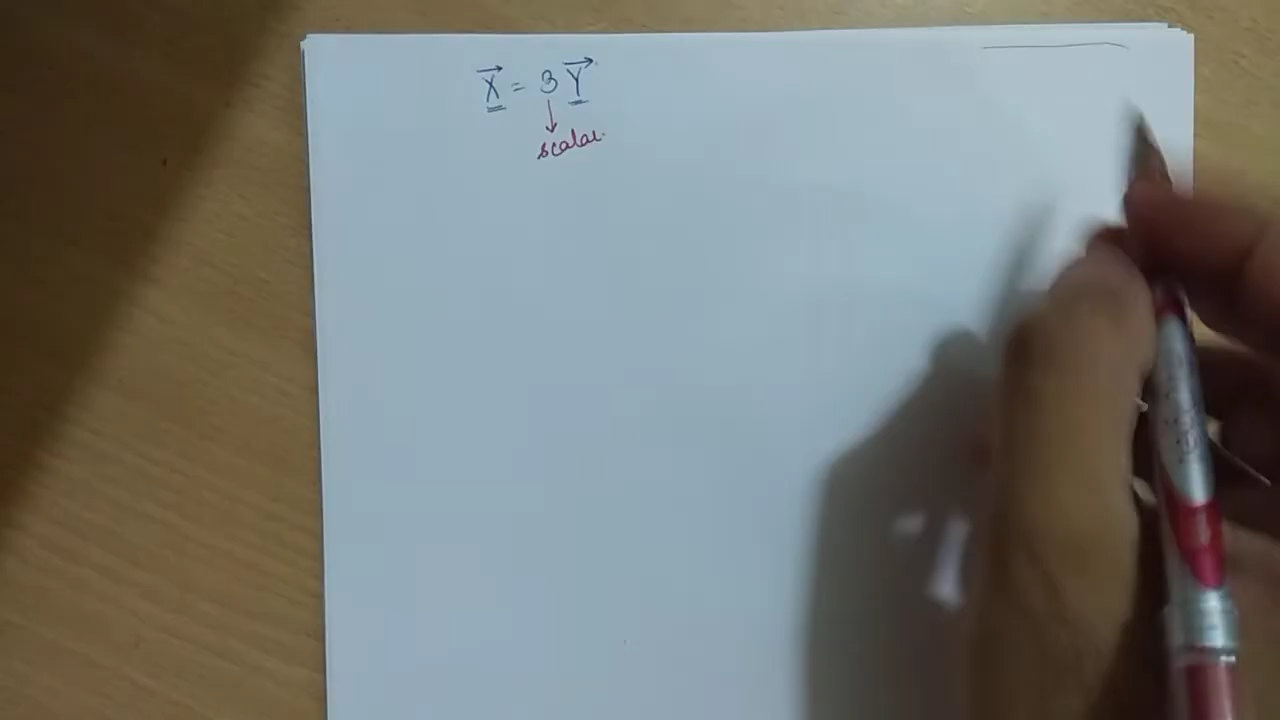 X⃗ = 3 Y⃗
↓
scalar